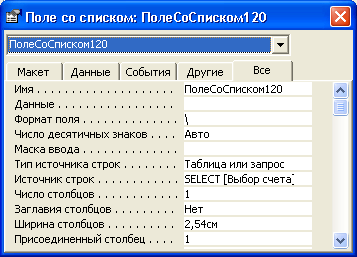 Поле со списком: ПолеСоСписком120
ПолеСоСписком120
Макет Данные События Другие Все
Имя . . . . . . . . . . . . . . . . . . . ПолеСоСписком120
Данные . . . . . . . . . . . . . . . .
Формат поля . . . . . . . . . . . \
Число десятичных знаков . . . . Авто
Маска ввода . . . . . . . . . . .
Тип источника строк . . . . . . . Таблица или запрос
Источник строк . . . . . . . . . . SELECT [Выбор счета]
Число столбцов . . . . . . . . . . 1
Заглавия столбцов . . . . . . . . Нет
Ширина столбцов . . . . . . . . . 2,54см
Присоединенный столбец . . . . 1